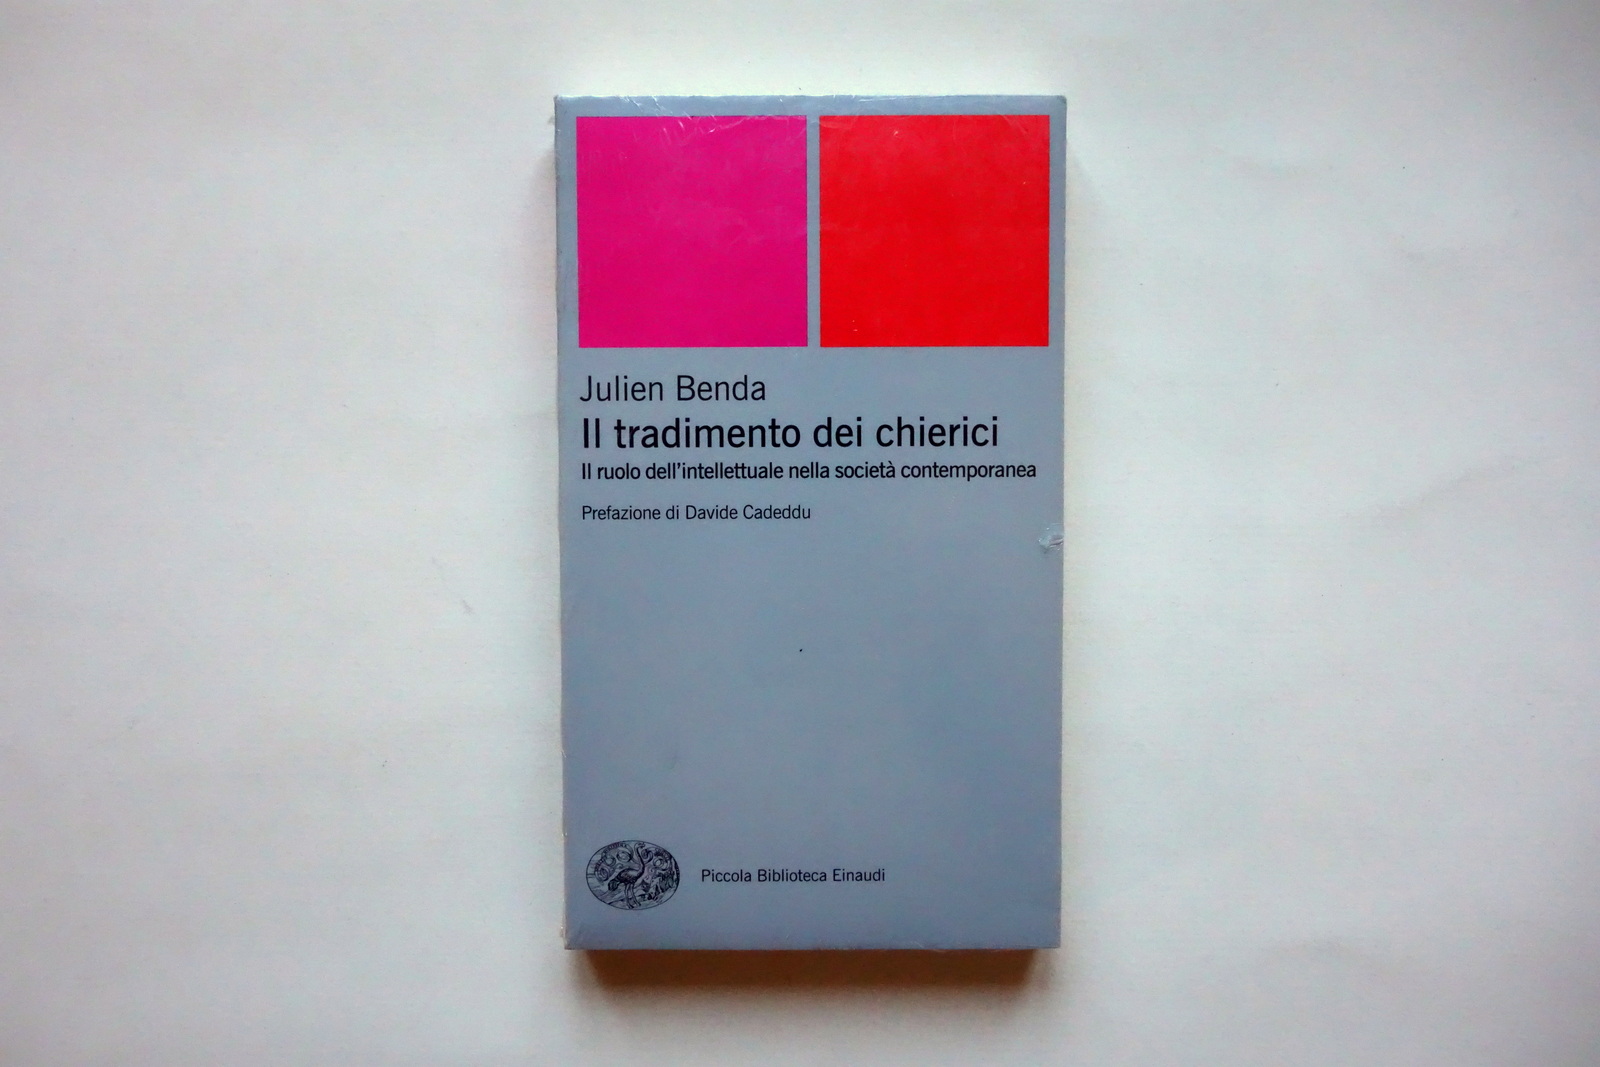 Julien Benda
Il tradimento dei chierici
Il ruolo dell'intellettuale nella società contemporanea
Prefazione di Davide Cadeddu
Piccola Biblioteca Einaudi